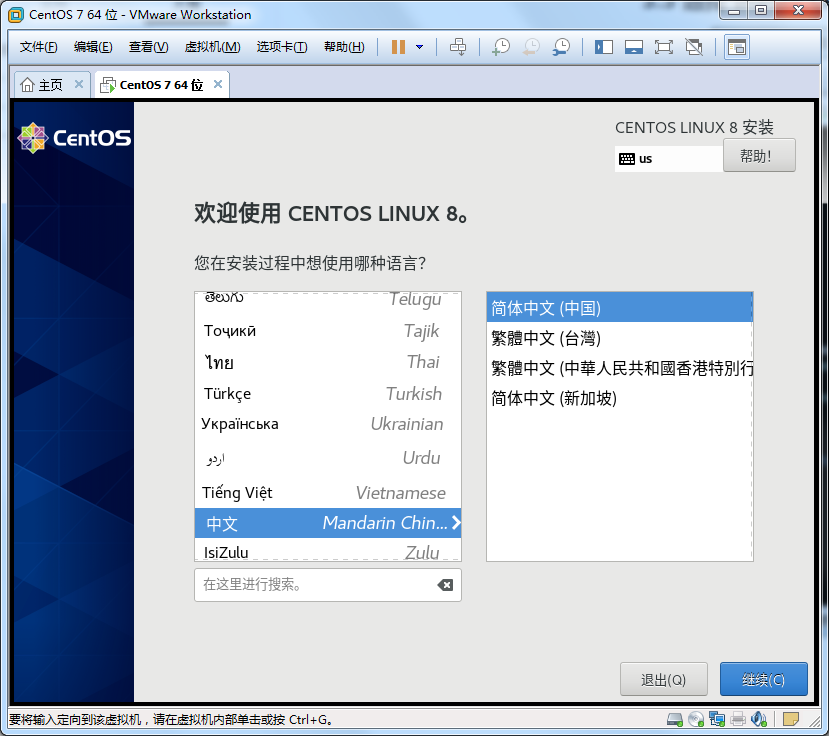 CentOS 7 64 位 - VMware Workstation
文件(F) 编辑(E) 查看(V) 虚拟机(M) 选项卡(T) 帮助(H)
主页 CentOS 7 64 位
CentOS
CENTOS LINUX 8 安装
us 帮助!
欢迎使用 CENTOS LINUX 8。
您在安装过程中想使用哪种语言？
తెలుగు Telugu
Тоҷикӣ Tajik
ไทย Thai
Türkçe Turkish
Українська Ukrainian
اردو Urdu
Tiếng Việt Vietnamese
中文 Mandarin Chin...
IsiZulu Zulu
简体中文 (中国)
繁體中文 (台灣)
繁體中文 (中華人民共和國香港特別行
简体中文 (新加坡)
在这里进行搜索。
退出(Q) 继续(C)
要将输入定向到该虚拟机，请在虚拟机内部单击或按 Ctrl+G。